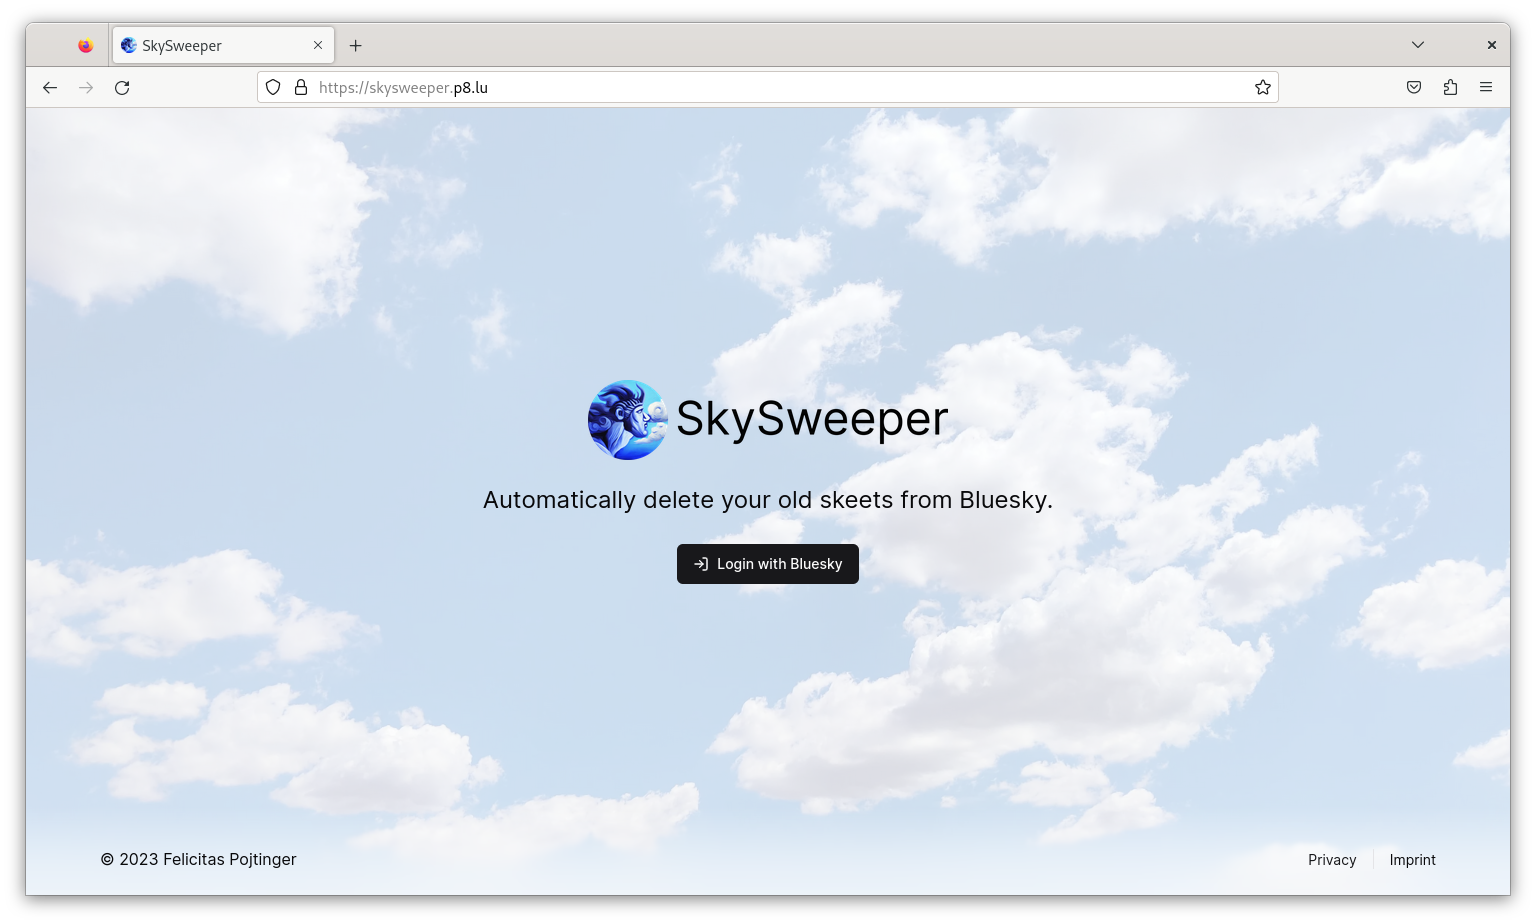 SkySweeper
https://skysweeper.p8.lu
SkySweeper
Automatically delete your old skeets from Bluesky.
Login with Bluesky
© 2023 Felicitas Pojtinger
Privacy
Imprint